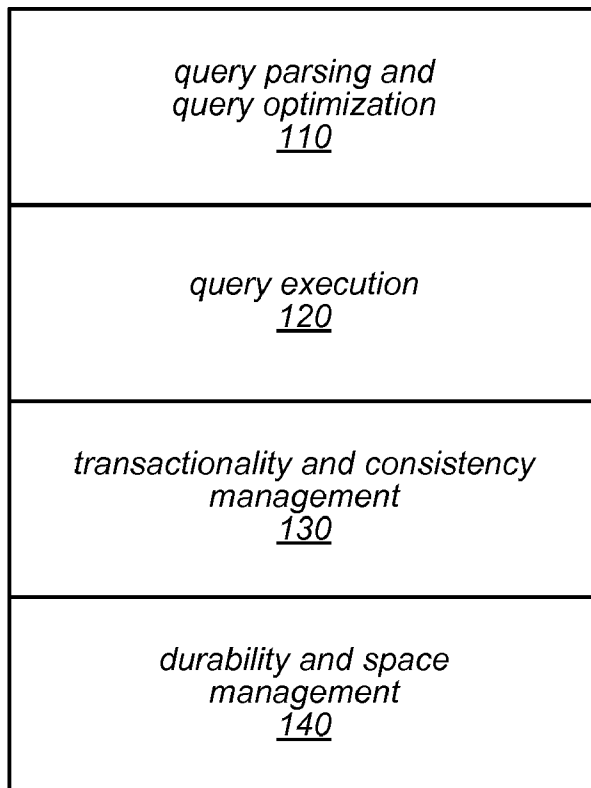 query parsing and
query optimization
110
query execution
120
transactionality and consistency
management
130
durability and space
management
140